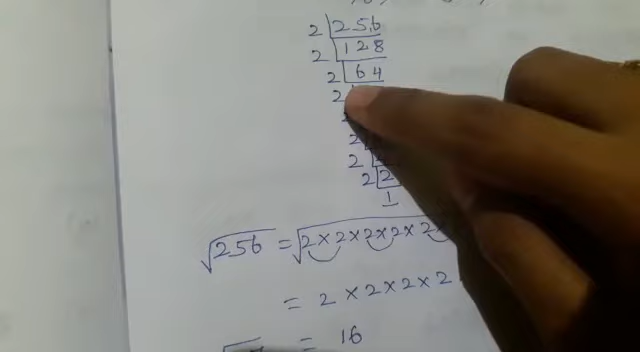 2 | 256
2 | 128
2 | 64
2
2
2 |
2 | 2
1
√256 = √2×2×2×2×2×
= 2×2×2×2
= 16